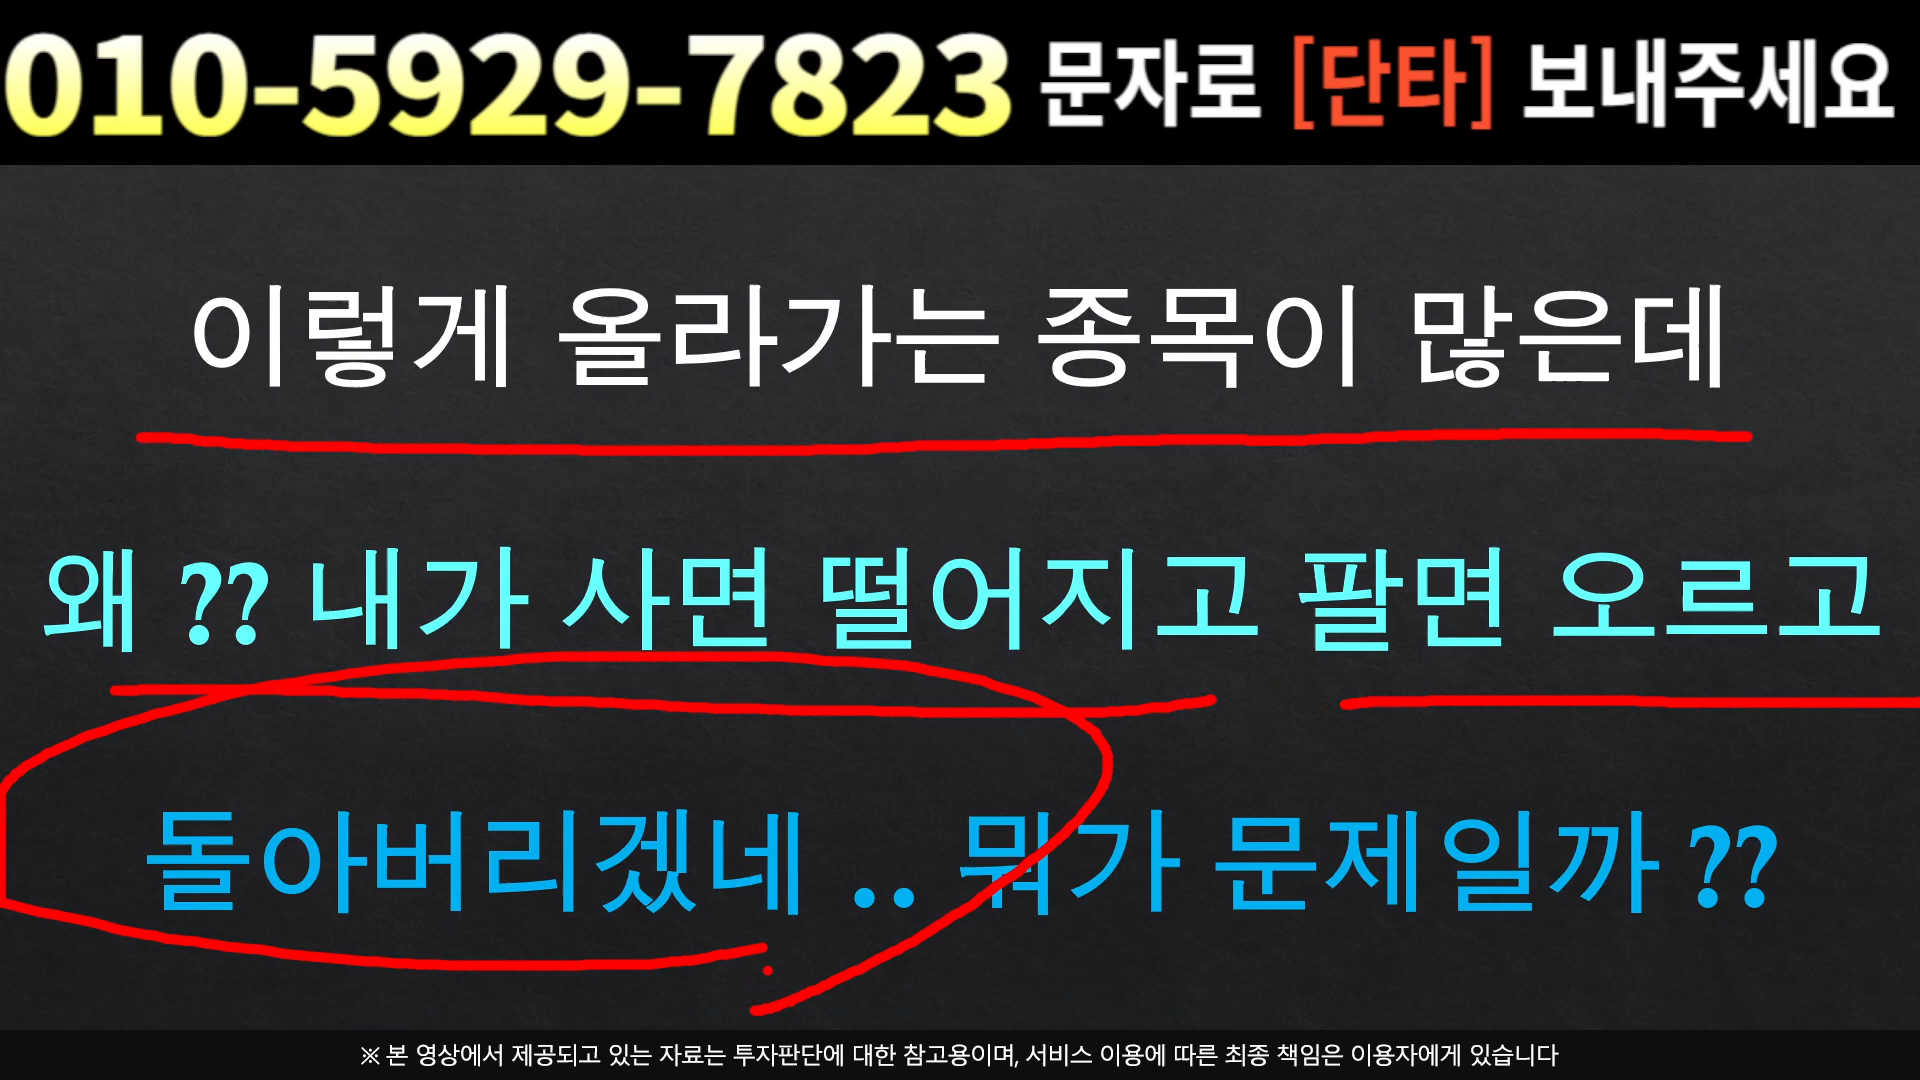 010-5929-7823 문자로 [단타] 보내주세요
이렇게 올라가는 종목이 많은데
왜 ?? 내가 사면 떨어지고 팔면 오르고
돌아버리겠네 .. 뭐가 문제일까 ??
※ 본 영상에서 제공되고 있는 자료는 투자판단에 대한 참고용이며, 서비스 이용에 따른 최종 책임은 이용자에게 있습니다